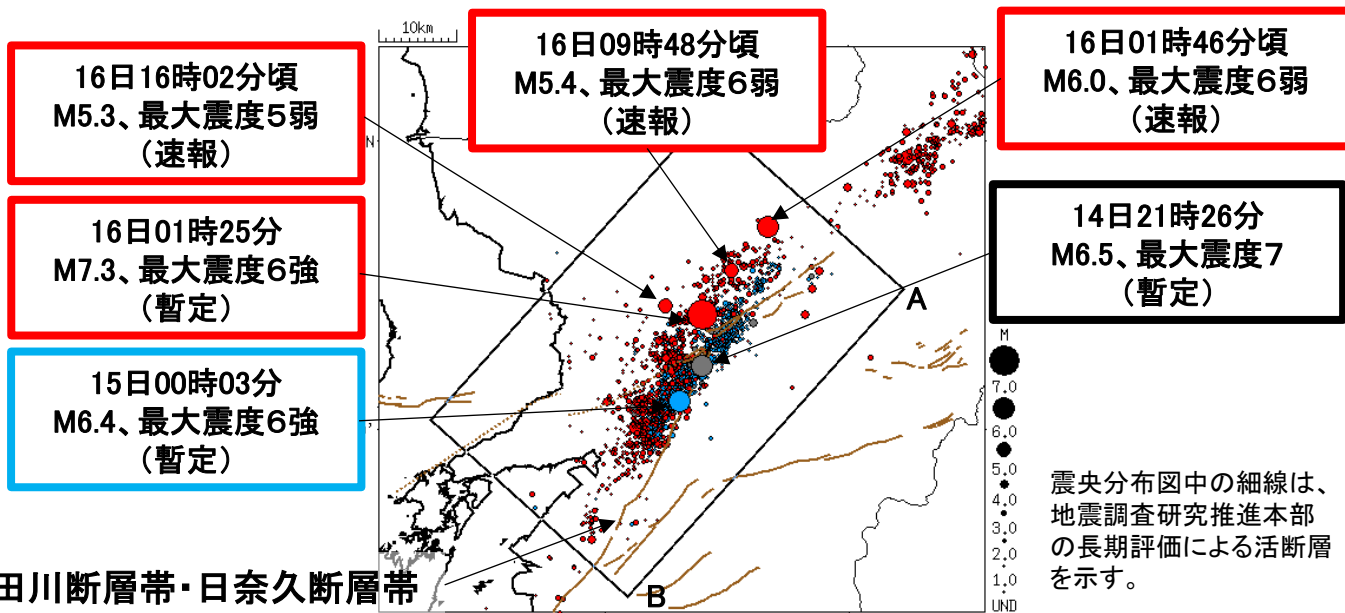 10km
16日16時02分頃
M5.3、最大震度5弱
(速報)
16日09時48分頃
M5.4、最大震度6弱
(速報)
16日01時46分頃
M6.0、最大震度6弱
(速報)
N
16日01時25分
M7.3、最大震度6強
(暫定)
14日21時26分
M6.5、最大震度7
(暫定)
A
15日00時03分
M6.4、最大震度6強
(暫定)
M
7.0
6.0
5.0
4.0
3.0
2.0
1.0
UND
震央分布図中の細線は、
地震調査研究推進本部
の長期評価による活断層
を示す。
田川断層帯・日奈久断層帯
B